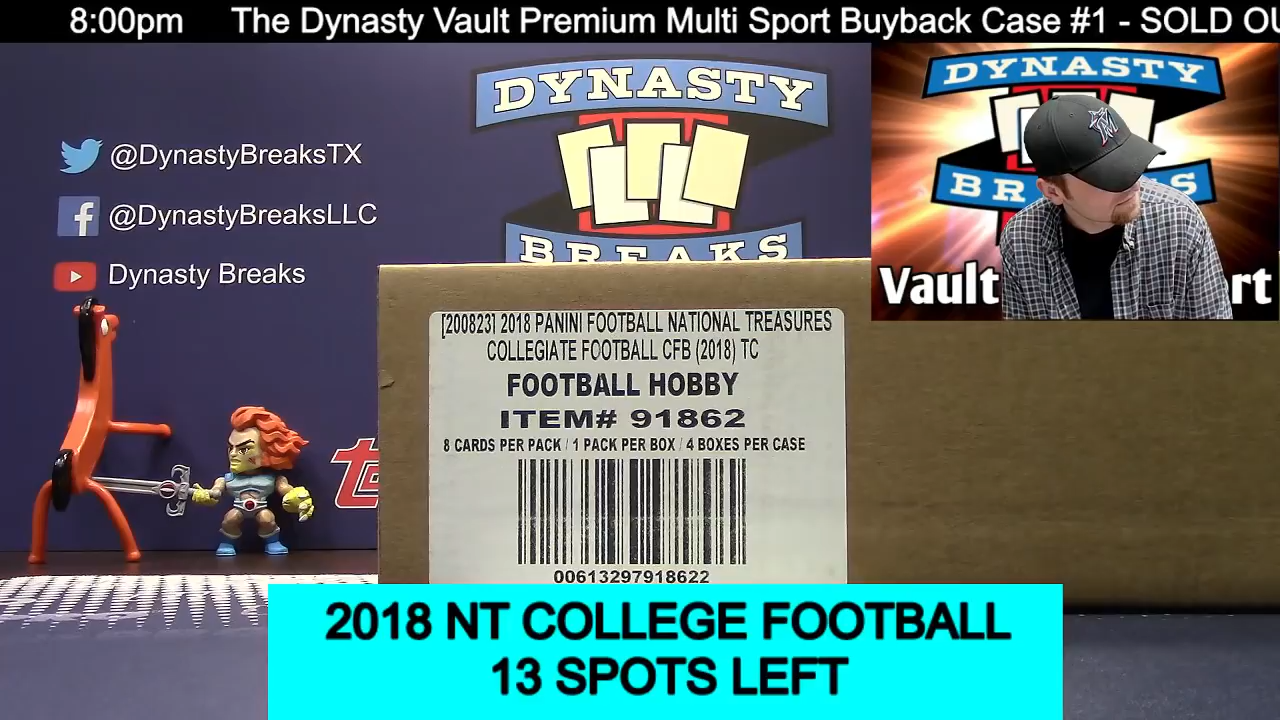 8:00pm The Dynasty Vault Premium Multi Sport Buyback Case #1 - SOLD OU
DYNASTY
BREAKS
@DynastyBreaksTX
@DynastyBreaksLLC
Dynasty Breaks
DYNASTY
BR S
Vault rt
[200823] 2018 PANINI FOOTBALL NATIONAL TREASURES
COLLEGIATE FOOTBALL CFB (2018) TC
FOOTBALL HOBBY
ITEM# 91862
8 CARDS PER PACK / 1 PACK PER BOX / 4 BOXES PER CASE
00613297918622
2018 NT COLLEGE FOOTBALL
13 SPOTS LEFT